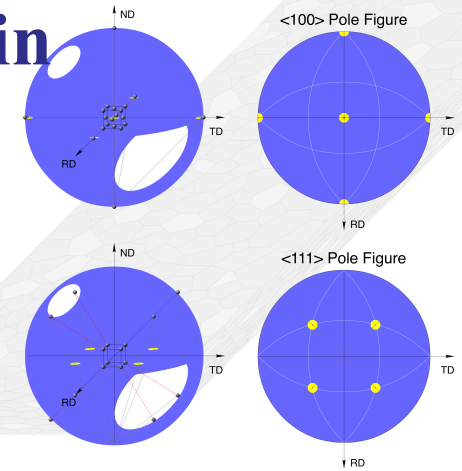 in
ND
TD
RD
<100> Pole Figure
TD
RD
ND
TD
RD
<111> Pole Figure
TD
RD